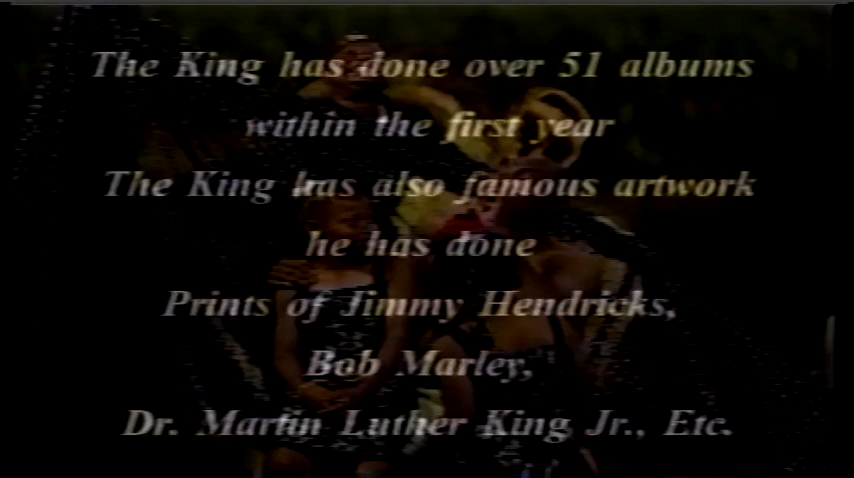 The King has done over 51 albums
within the first year
The King has also famous artwork
he has done
Prints of Jimmy Hendricks,
Bob Marley,
Dr. Martin Luther King Jr., Etc.